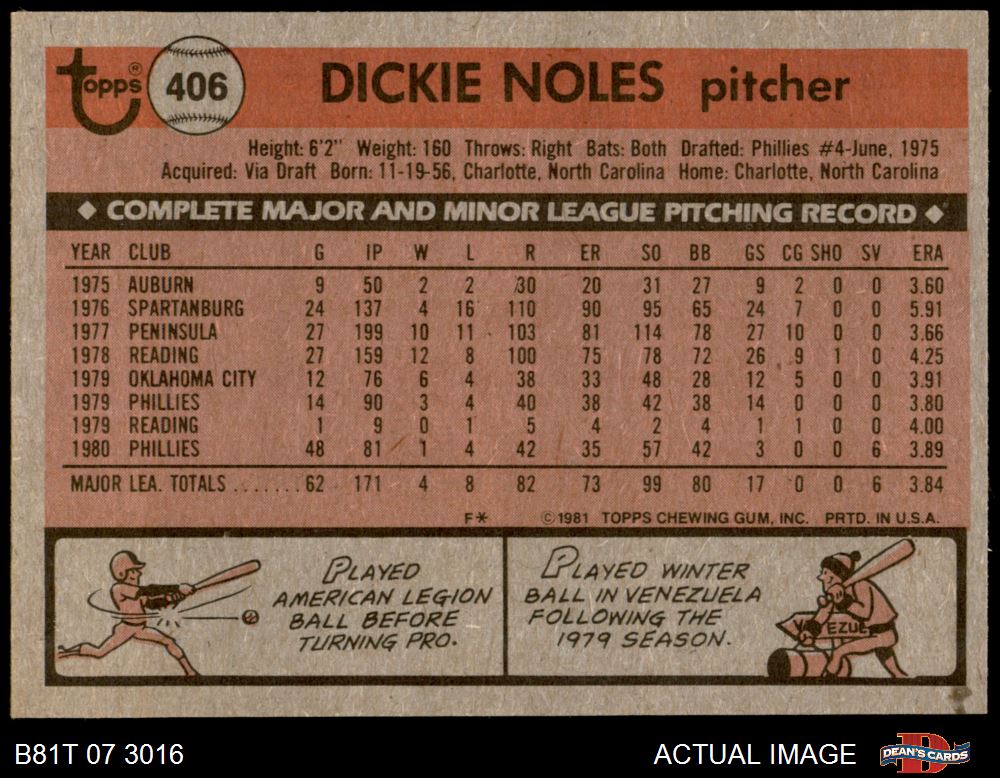 topps®
406
DICKIE NOLES pitcher
Height: 6'2" Weight: 160 Throws: Right Bats: Both Drafted: Phillies #4-June, 1975
Acquired: Via Draft Born: 11-19-56, Charlotte, North Carolina Home: Charlotte, North Carolina
◆ COMPLETE MAJOR AND MINOR LEAGUE PITCHING RECORD ◆
YEAR CLUB G IP W L R ER SO BB GS CG SHO SV ERA
1975 AUBURN 9 50 2 2 30 20 31 27 9 2 0 0 3.60
1976 SPARTANBURG 24 137 4 16 110 90 95 65 24 7 0 0 5.91
1977 PENINSULA 27 199 10 11 103 81 114 78 27 10 0 0 3.66
1978 READING 27 159 12 8 100 75 78 72 26 9 1 0 4.25
1979 OKLAHOMA CITY 12 76 6 4 38 33 48 28 12 5 0 0 3.91
1979 PHILLIES 14 90 3 4 40 38 42 38 14 0 0 0 3.80
1979 READING 1 9 0 1 5 4 2 4 1 1 0 0 4.00
1980 PHILLIES 48 81 1 4 42 35 57 42 3 0 0 6 3.89
MAJOR LEA. TOTALS ....... 62 171 4 8 82 73 99 80 17 0 0 6 3.84
F* ©1981 TOPPS CHEWING GUM, INC. PRTD. IN U.S.A.
PLAYED
AMERICAN LEGION
BALL BEFORE
TURNING PRO.
PLAYED WINTER
BALL IN VENEZUELA
FOLLOWING THE
1979 SEASON.
B81T 07 3016
ACTUAL IMAGE
DEAN'S CARDS